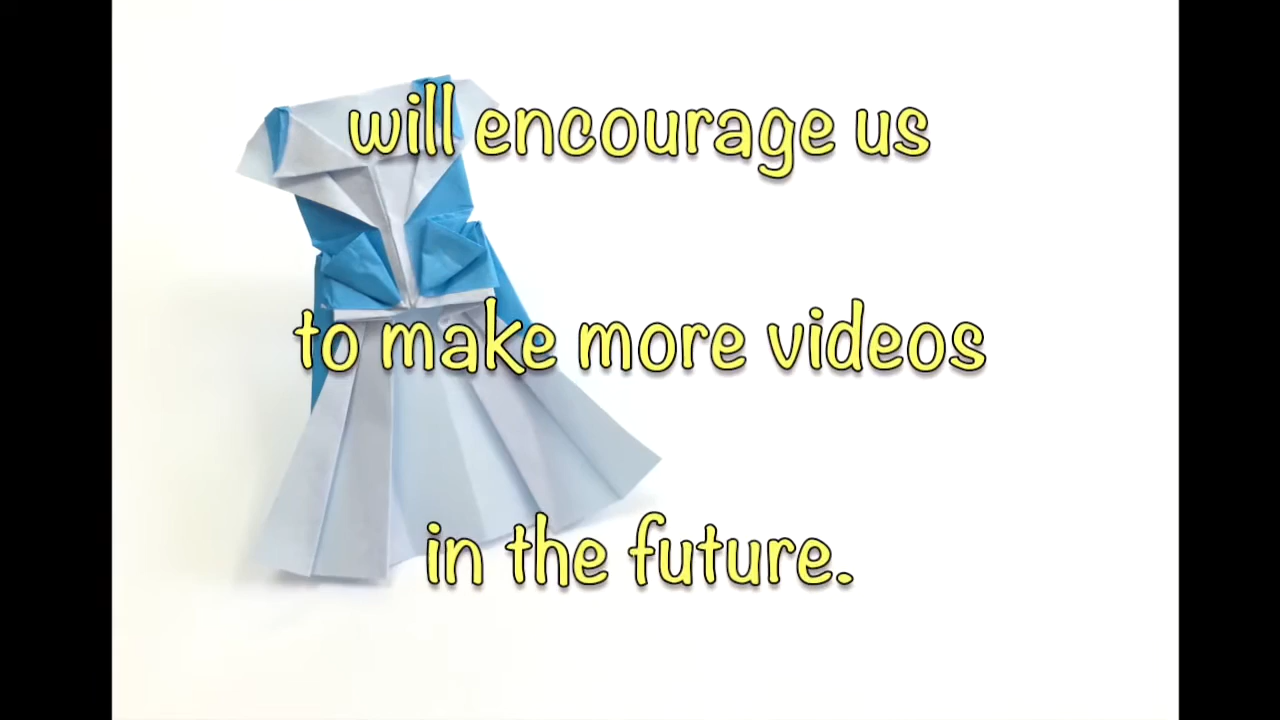 will encourage us
to make more videos
in the future.